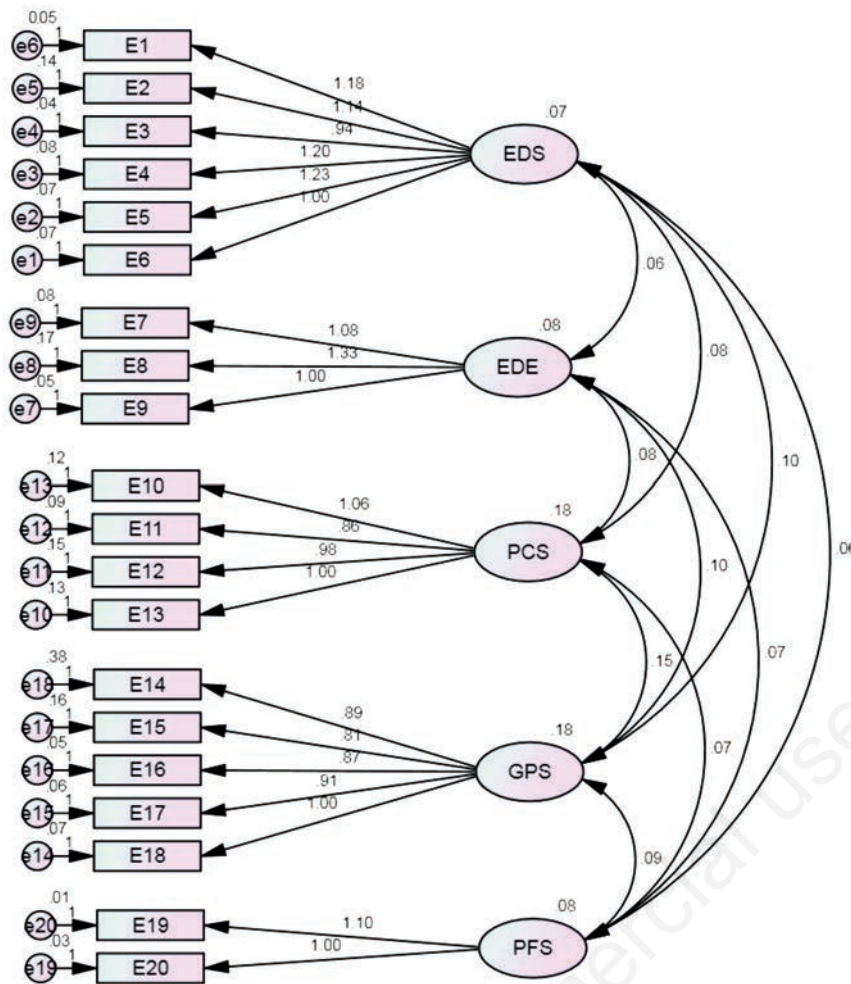 0.05
e6 1 E1
.14
e5 1 E2
.04
e4 1 E3
.08
e3 1 E4
.07
e2 1 E5
.07
e1 1 E6
1.18
1.14
.94
1.20
1.23
1.00
.07
EDS
.08
e9 1 E7
.17
e8 1 E8
.05
e7 1 E9
1.08
1.33
1.00
.08
EDE
.12
e13 1 E10
.09
e12 1 E11
.15
e11 1 E12
.13
e10 1 E13
1.06
.86
.98
1.00
.18
PCS
.38
e18 1 E14
.16
e17 1 E15
.05
e16 1 E16
.06
e15 1 E17
.07
e14 1 E18
.89
.81
.87
.91
1.00
.18
GPS
.01
e20 1 E19
.03
e19 1 E20
1.10
1.00
.08
PFS
.06
.08
.10
.06
.08
.10
.07
.15
.07
.09
mercial use